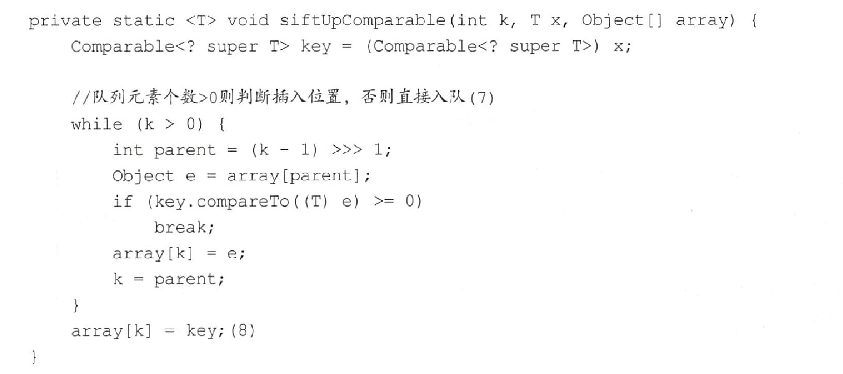 private static <T> void siftUpComparable(int k, T x, Object[] array) {
    Comparable<? super T> key = (Comparable<? super T>) x;

    //队列元素个数>0则判断插入位置，否则直接入队(7)
    while (k > 0) {
        int parent = (k - 1) >>> 1;
        Object e = array[parent];
        if (key.compareTo((T) e) >= 0)
            break;
        array[k] = e;
        k = parent;
    }
    array[k] = key;(8)
}